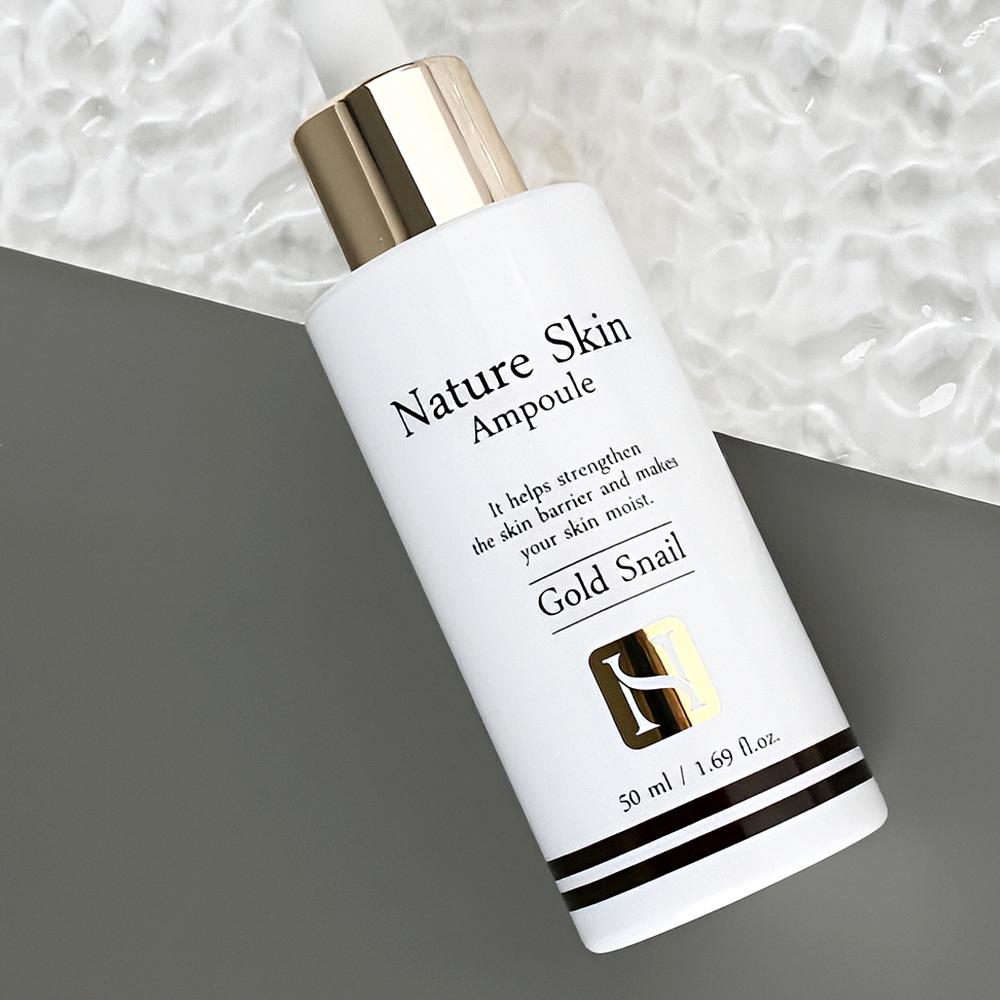 Nature Skin
Ampoule
It helps strengthen
the skin barrier and makes
your skin moist.
Gold Snail
N
50 ml / 1.69 fl.oz.